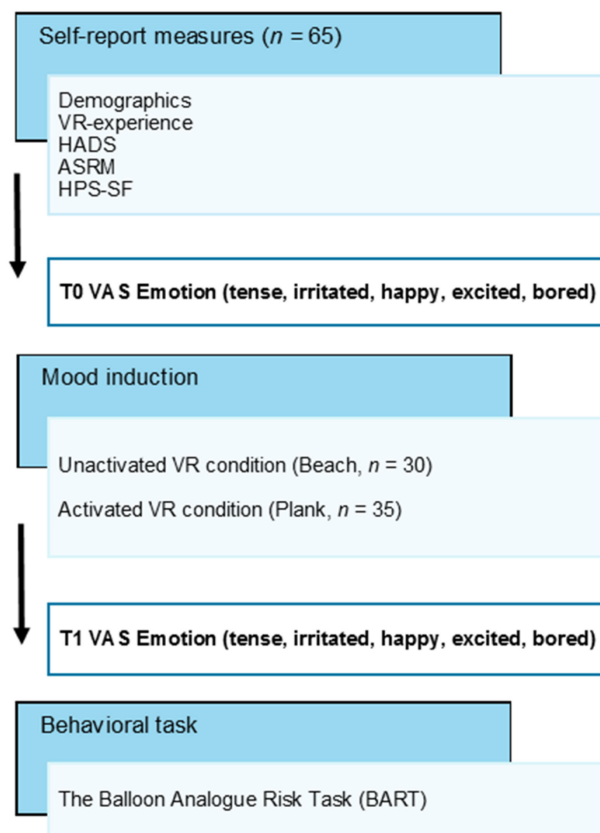 Self-report measures (n = 65)
Demographics
VR-experience
HADS
ASRM
HPS-SF
T0 VAS Emotion (tense, irritated, happy, excited, bored)
Mood induction
Unactivated VR condition (Beach, n = 30)
Activated VR condition (Plank, n = 35)
T1 VAS Emotion (tense, irritated, happy, excited, bored)
Behavioral task
The Balloon Analogue Risk Task (BART)